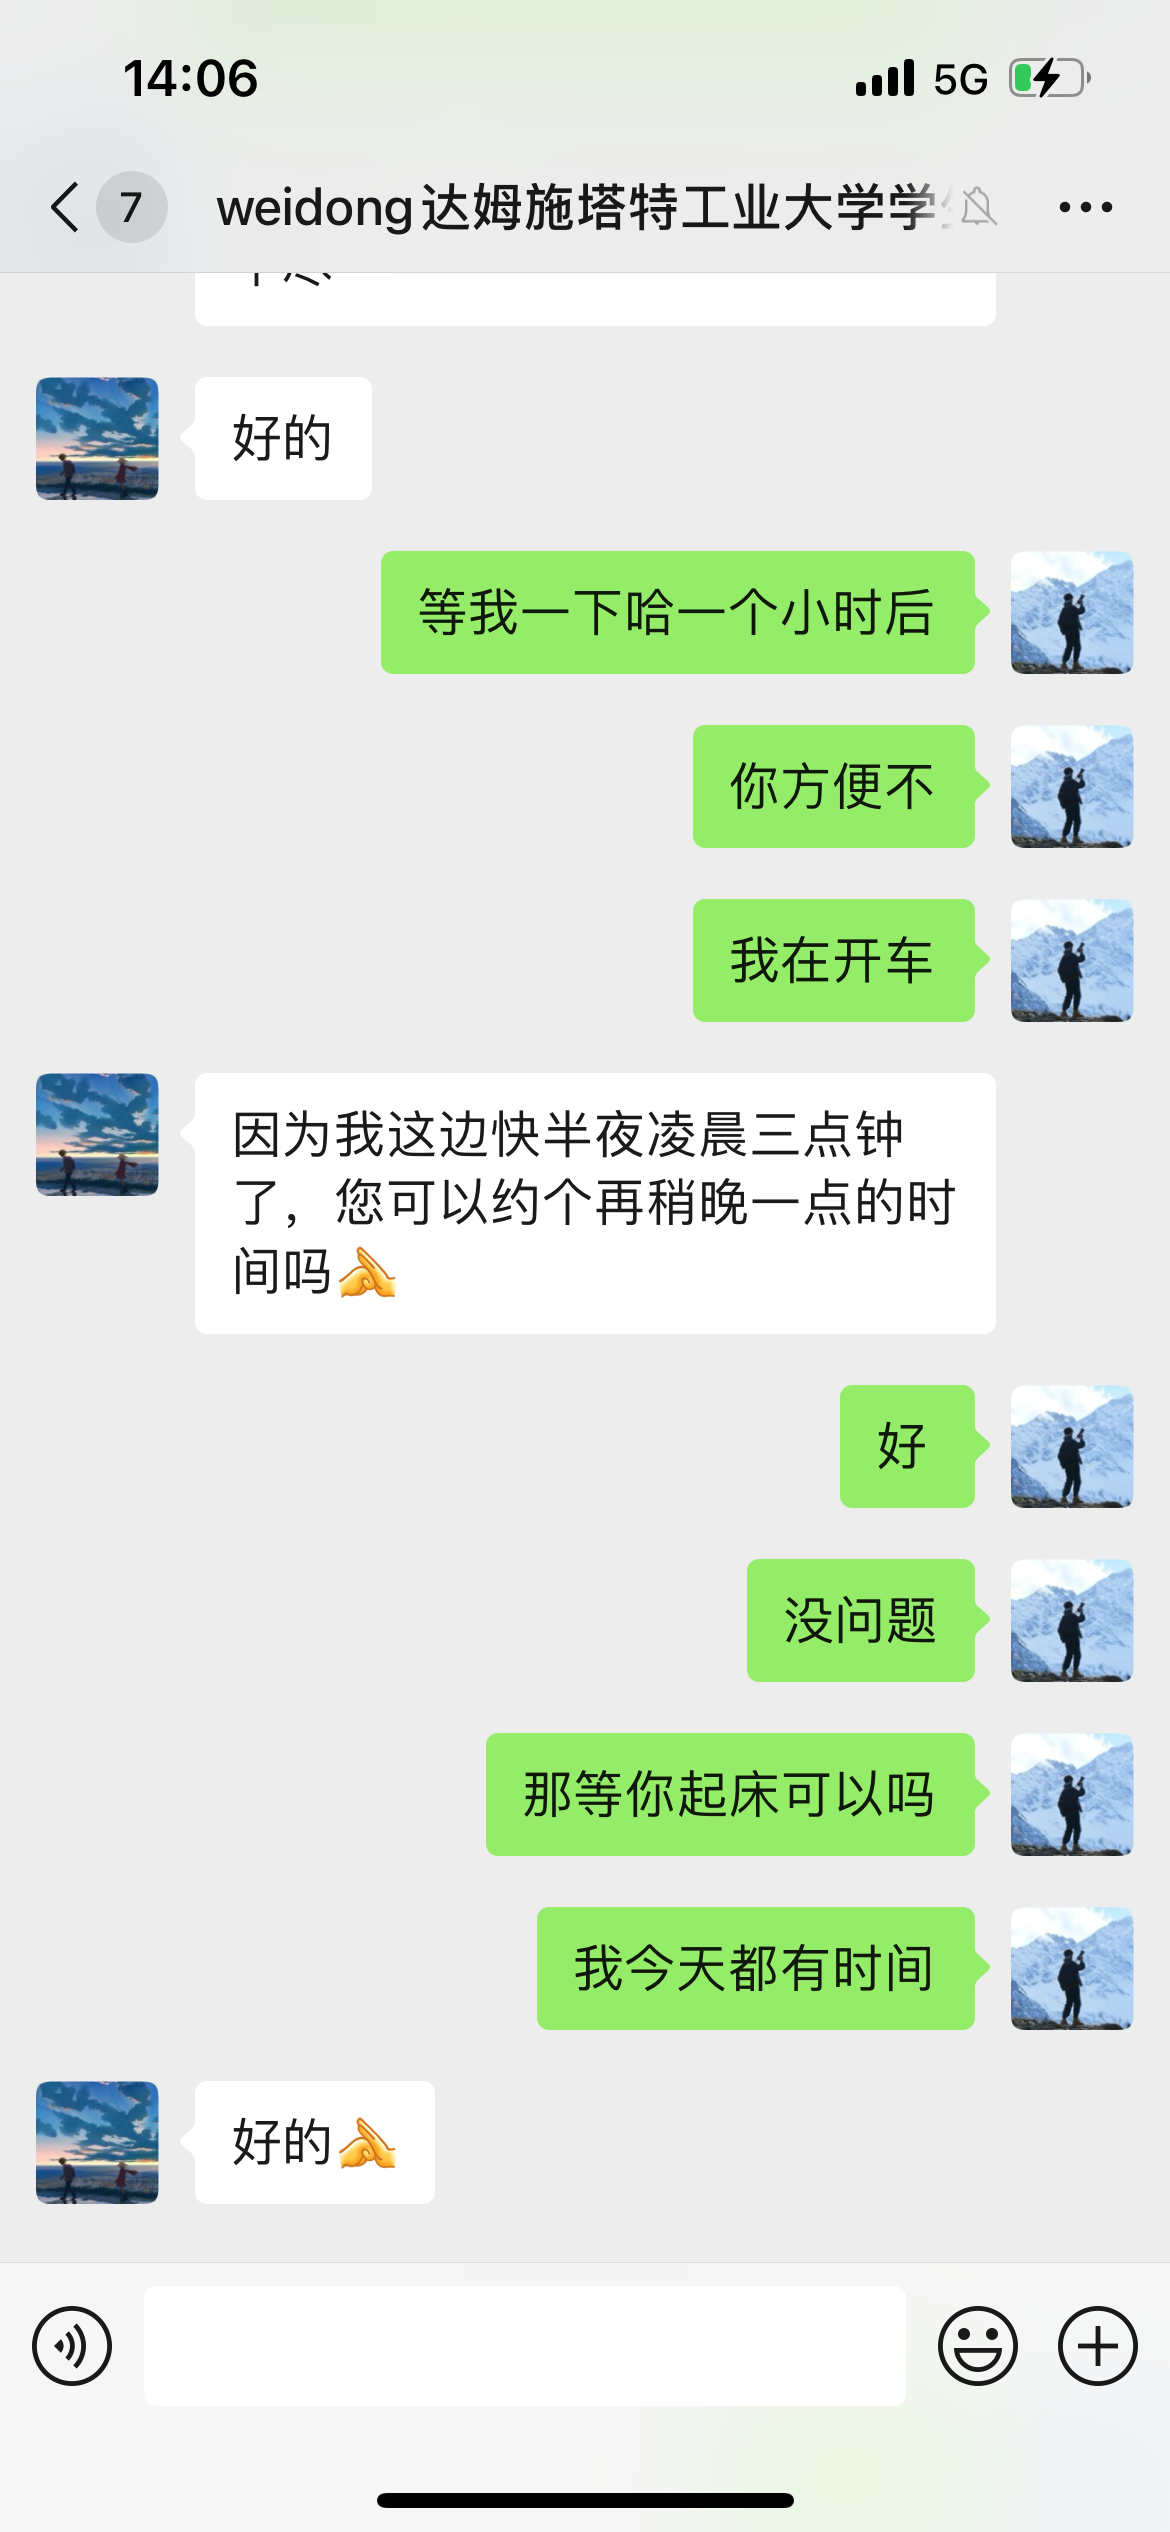 14:06
5G
7
weidong达姆施塔特工业大学学
好的
等我一下哈一个小时后
你方便不
我在开车
因为我这边快半夜凌晨三点钟
了，您可以约个再稍晚一点的时
间吗
好
没问题
那等你起床可以吗
我今天都有时间
好的